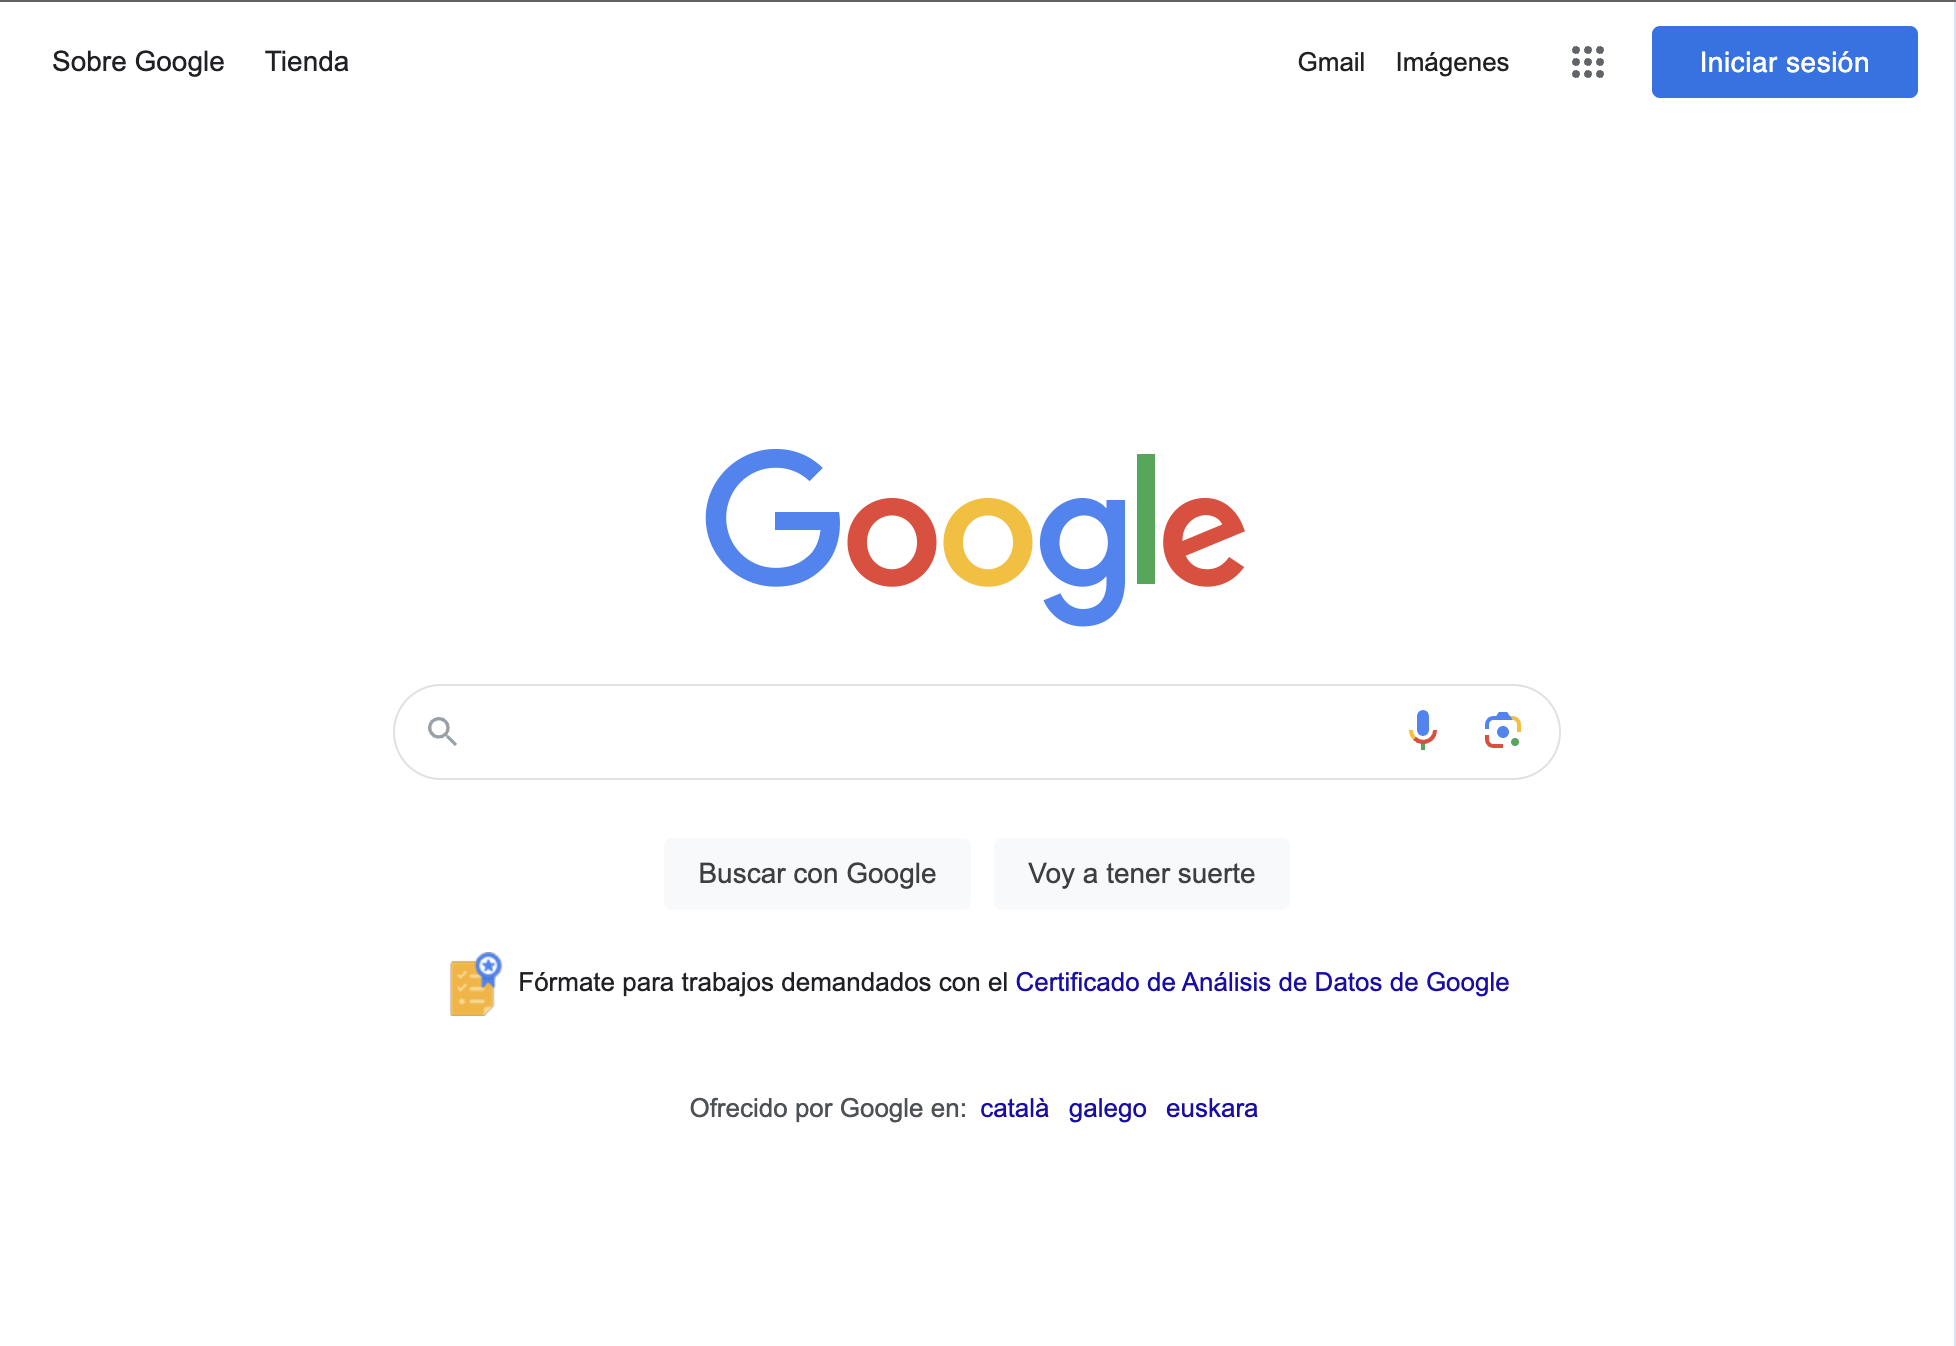 Sobre Google Tienda Gmail Imágenes Iniciar sesión
Google
Buscar con Google Voy a tener suerte
Fórmate para trabajos demandados con el Certificado de Análisis de Datos de Google
Ofrecido por Google en: català galego euskara